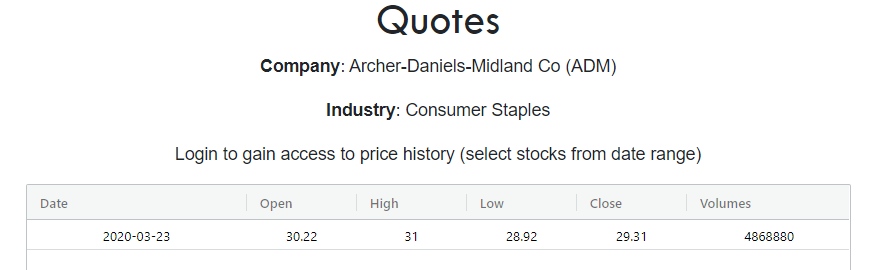 Quotes
Company: Archer-Daniels-Midland Co (ADM)
Industry: Consumer Staples
Login to gain access to price history (select stocks from date range)
Date Open High Low Close Volumes
2020-03-23 30.22 31 28.92 29.31 4868880